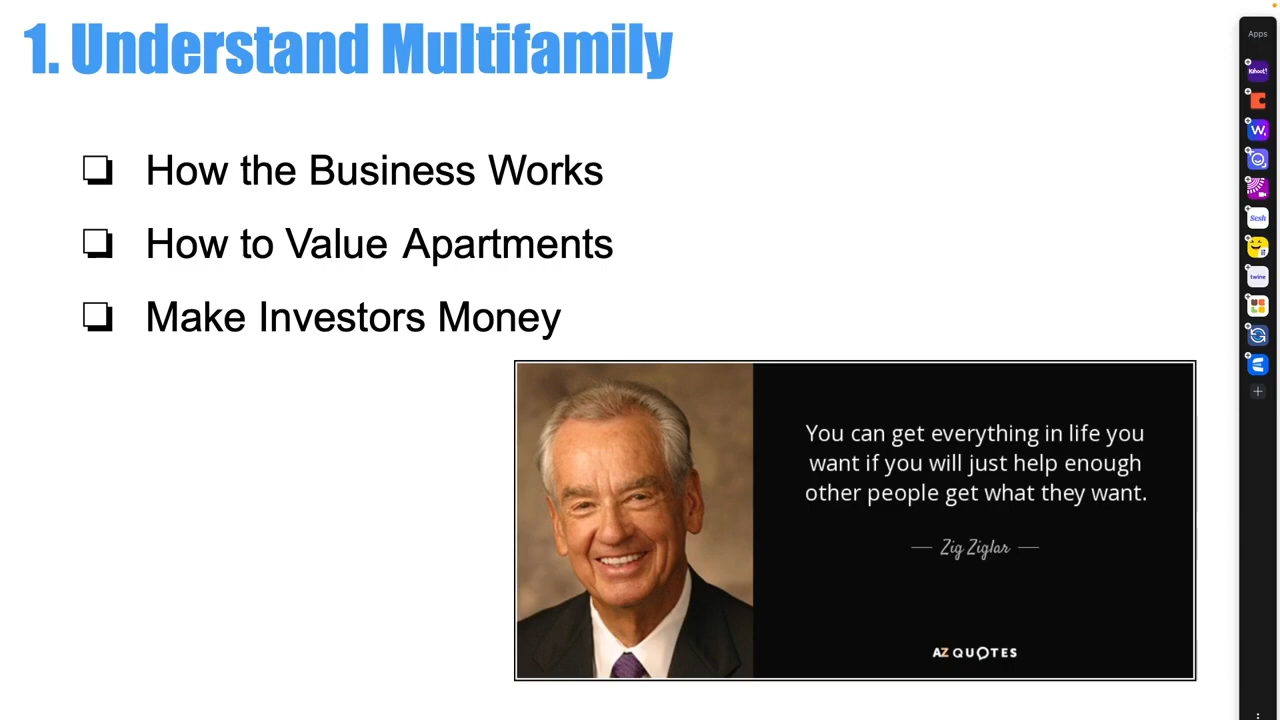 1. Understand Multifamily
❏ How the Business Works
❏ How to Value Apartments
❏ Make Investors Money
You can get everything in life you
want if you will just help enough
other people get what they want.
— Zig Ziglar —
AZ QUOTES
Apps
Kahoot!
W.
Sesh
twine